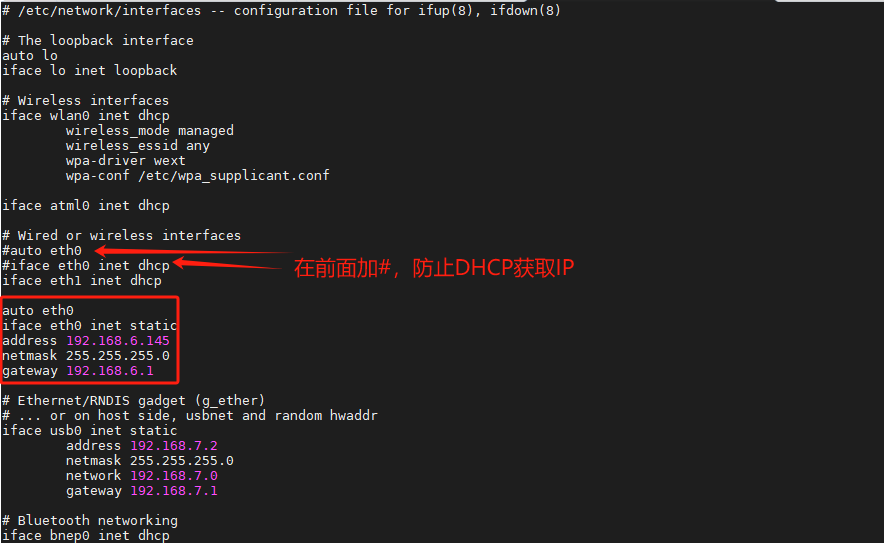 # /etc/network/interfaces -- configuration file for ifup(8), ifdown(8)
# The loopback interface
auto lo
iface lo inet loopback
# Wireless interfaces
iface wlan0 inet dhcp
wireless_mode managed
wireless_essid any
wpa-driver wext
wpa-conf /etc/wpa_supplicant.conf
iface atml0 inet dhcp
# Wired or wireless interfaces
#auto eth0
#iface eth0 inet dhcp
在前面加#，防止DHCP获取IP
iface eth1 inet dhcp
auto eth0
iface eth0 inet static
address 192.168.6.145
netmask 255.255.255.0
gateway 192.168.6.1
# Ethernet/RNDIS gadget (g_ether)
# ... or on host side, usbnet and random hwaddr
iface usb0 inet static
address 192.168.7.2
netmask 255.255.255.0
network 192.168.7.0
gateway 192.168.7.1
# Bluetooth networking
iface bnep0 inet dhcp